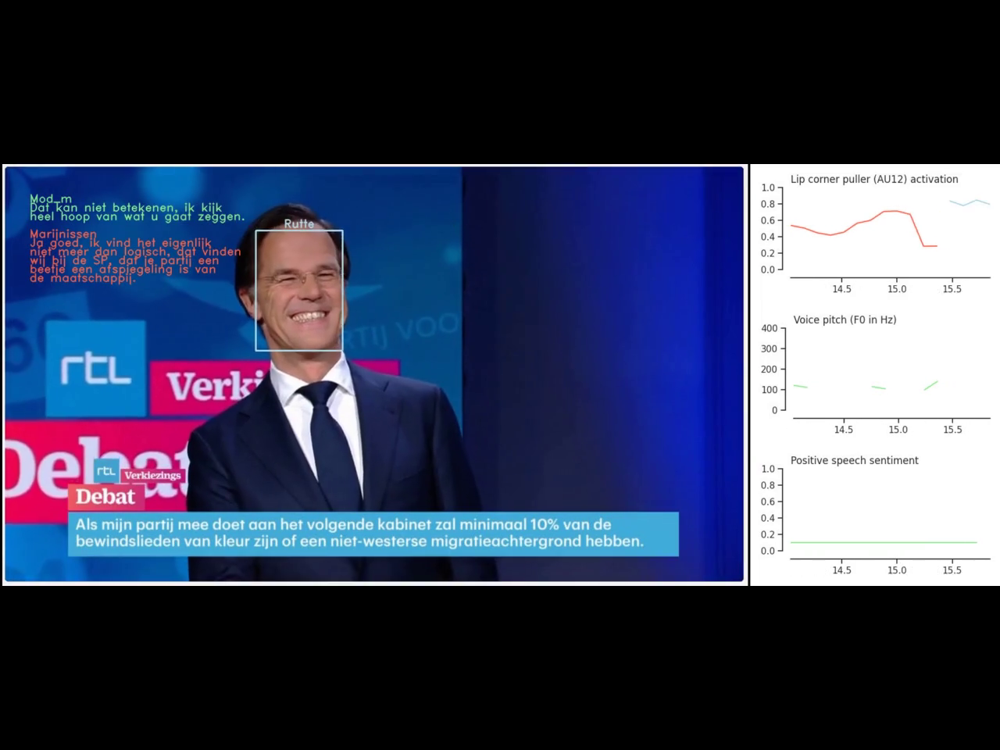 Mod_m
Dat kan niet betekenen, ik kijk
heel hoop van wat u gaat zeggen.
Marijnissen
Ja goed, ik vind het eigenlijk
niet meer dan logisch, dat vinden
wij bij de SP, dat je partij een
beetje een afspiegeling is van
de maatschappij.
Rutte
60
RTIJ VOO
rtl
Verki
Debat
rtl Verkiezings
Debat
Als mijn partij mee doet aan het volgende kabinet zal minimaal 10% van de
bewindslieden van kleur zijn of een niet-westerse migratieachtergrond hebben.
Lip corner puller (AU12) activation
1.0
0.8
0.6
0.4
0.2
0.0
14.5 15.0 15.5
Voice pitch (F0 in Hz)
400
300
200
100
0
14.5 15.0 15.5
Positive speech sentiment
1.0
0.8
0.6
0.4
0.2
0.0
14.5 15.0 15.5